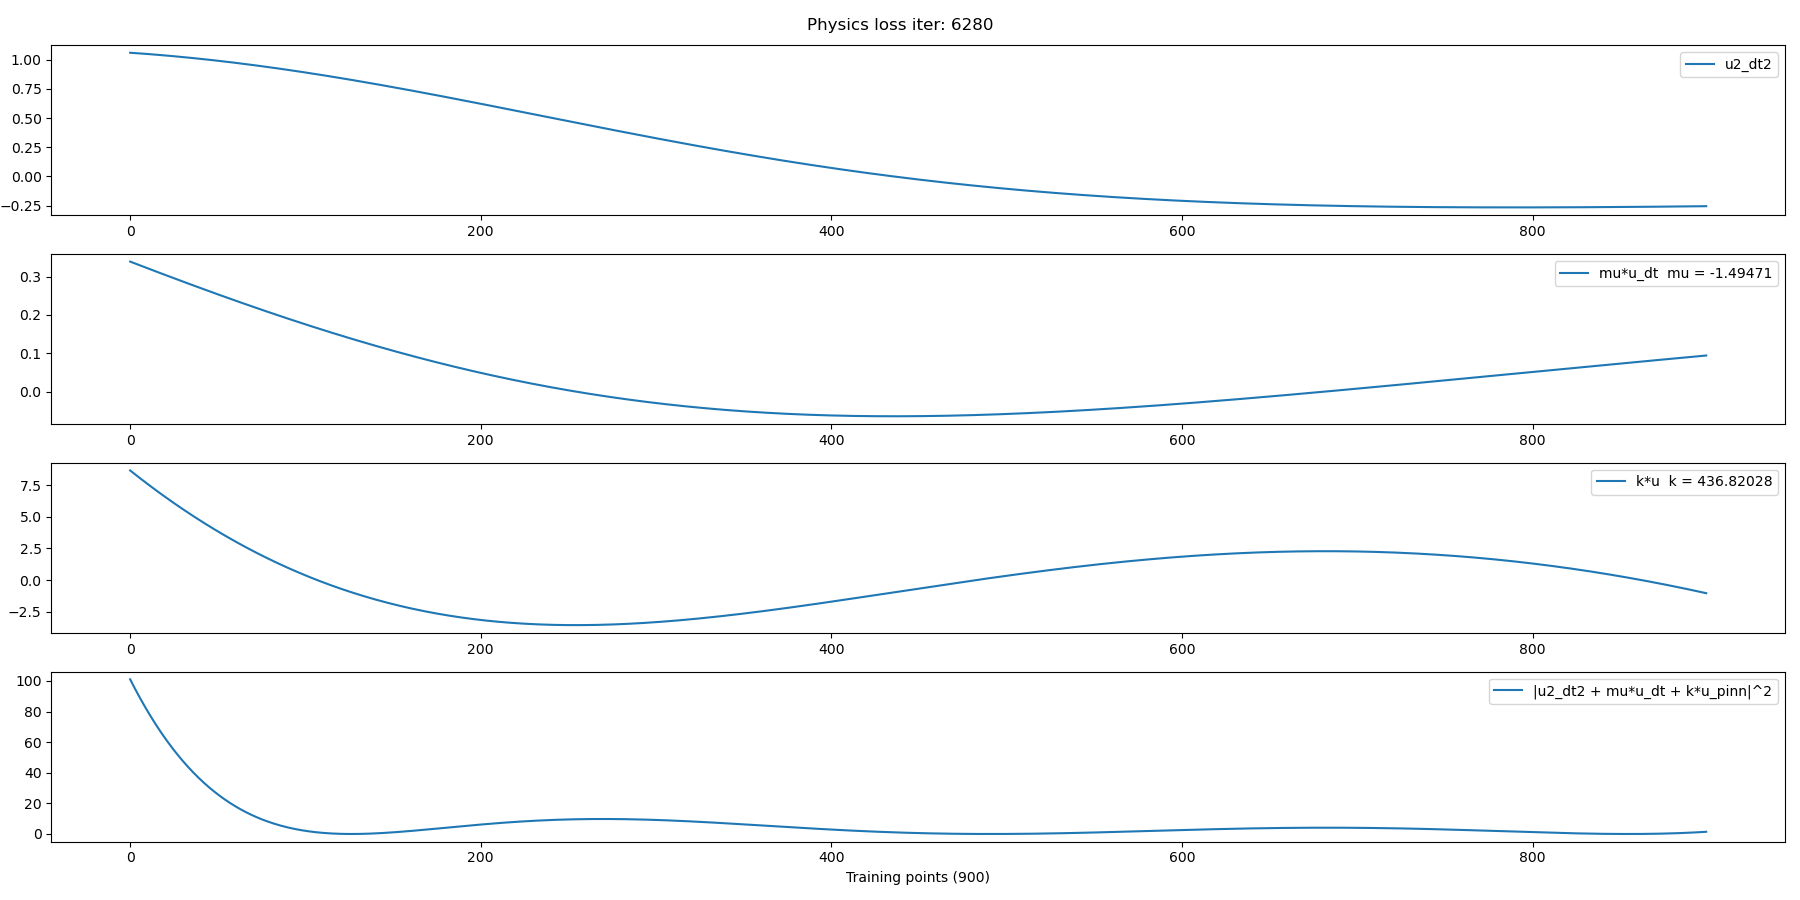 Physics loss iter: 6280
1.00
0.75
0.50
0.25
0.00
−0.25
u2_dt2
0 200 400 600 800
0.3
0.2
0.1
0.0
mu*u_dt  mu = -1.49471
0 200 400 600 800
7.5
5.0
2.5
0.0
−2.5
k*u  k = 436.82028
0 200 400 600 800
100
80
60
40
20
0
|u2_dt2 + mu*u_dt + k*u_pinn|^2
0 200 400 600 800
Training points (900)